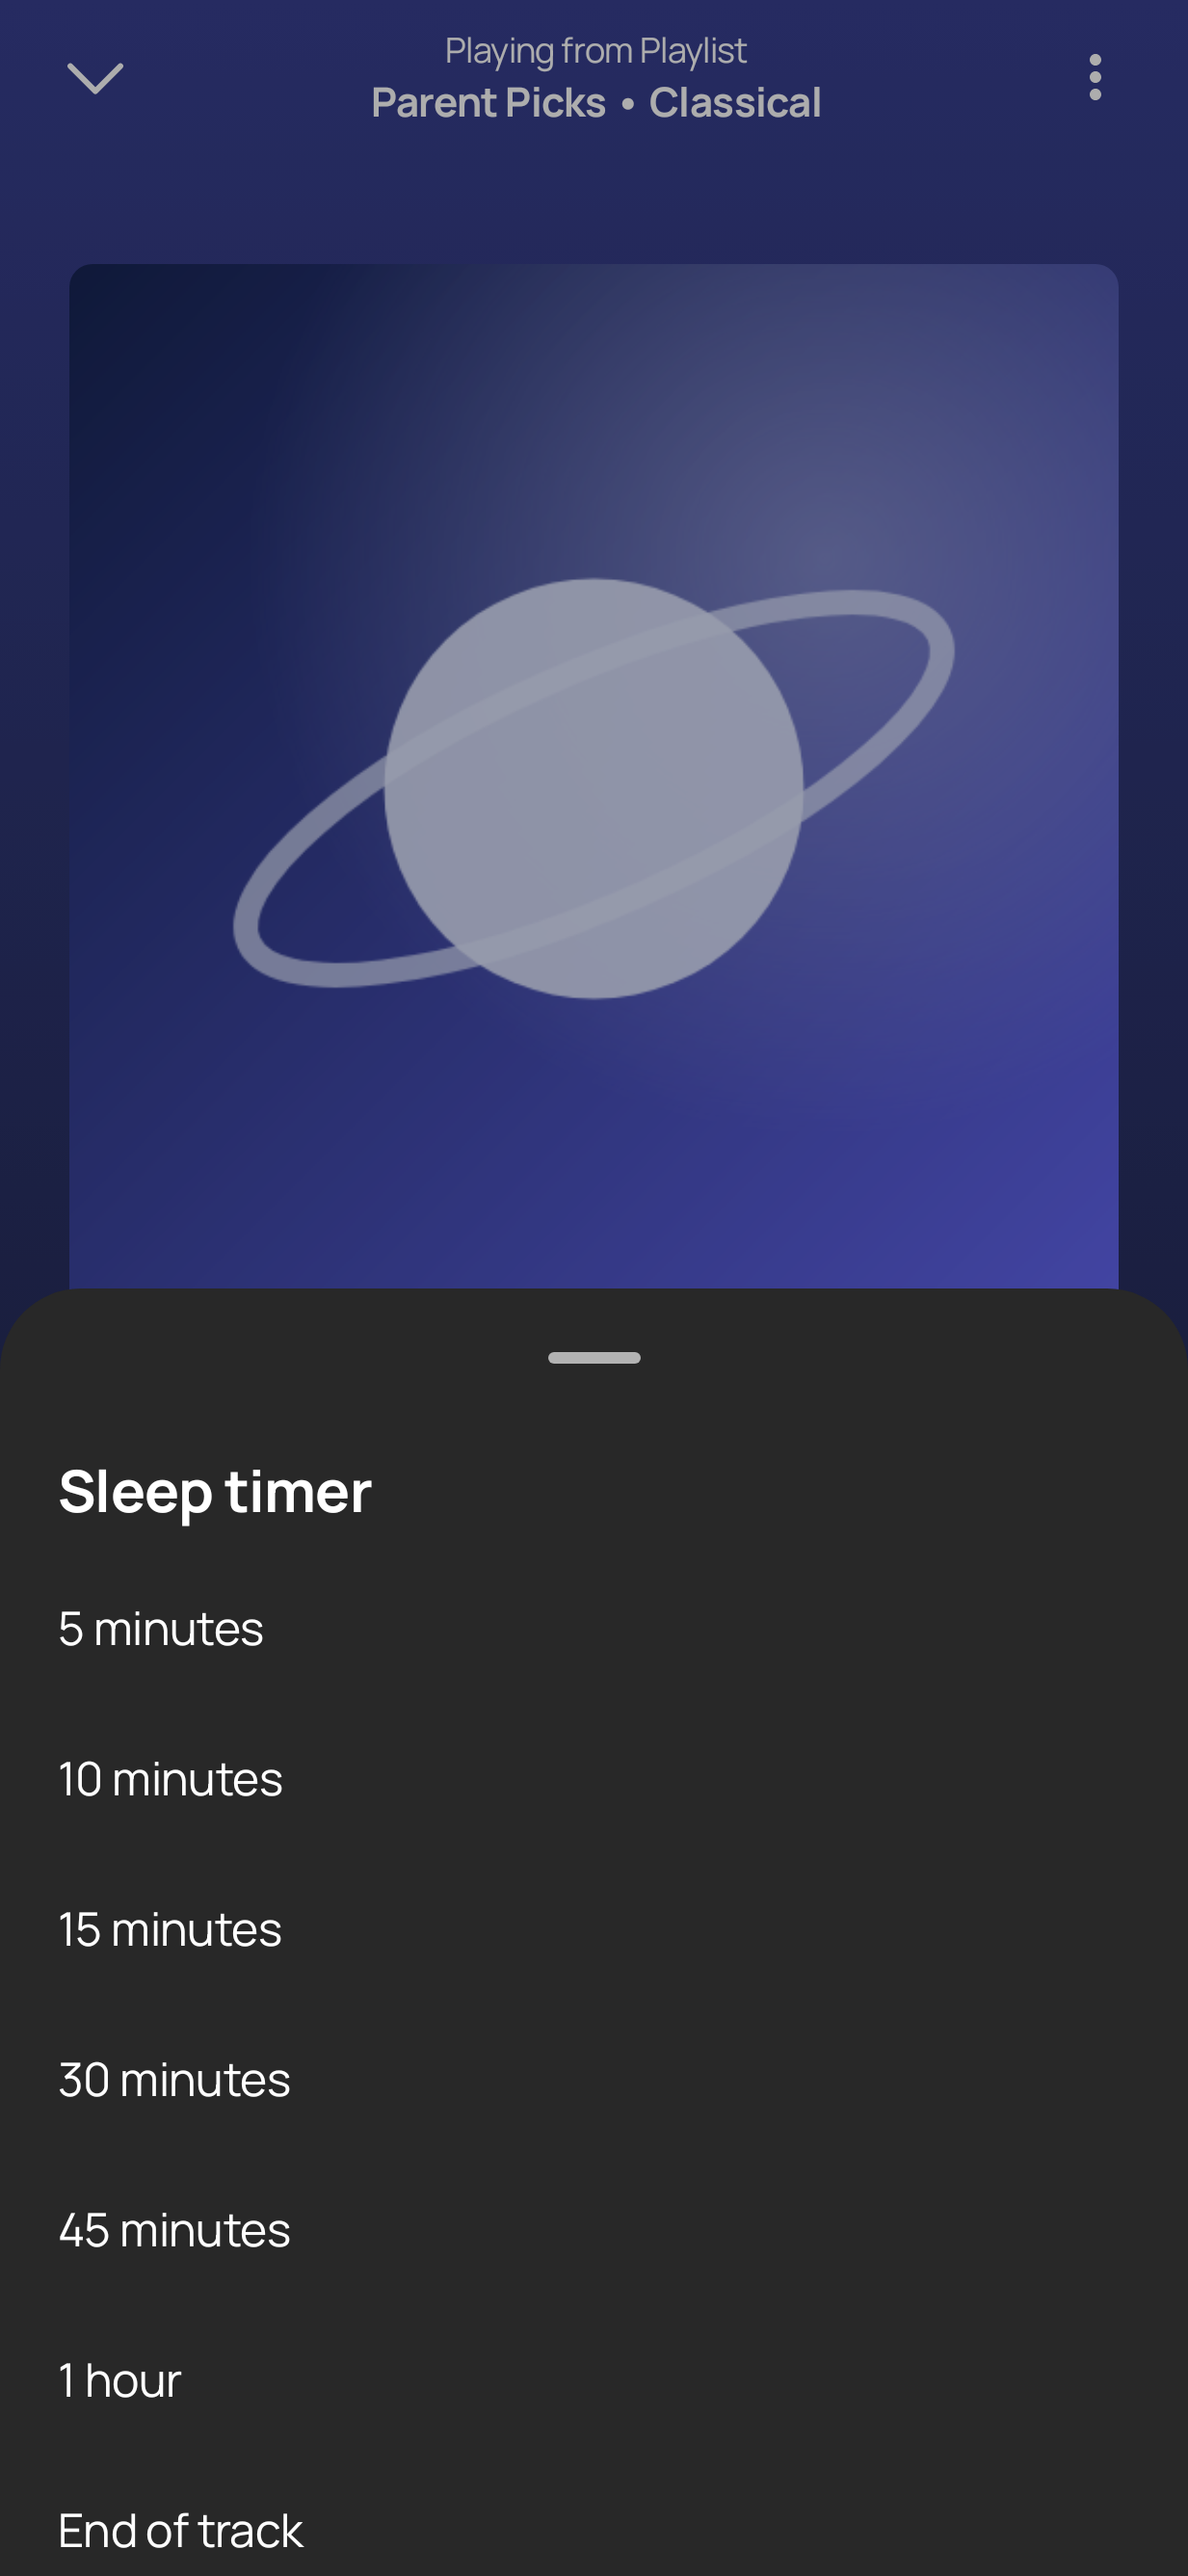 Playing from Playlist
Parent Picks • Classical
Sleep timer
5 minutes
10 minutes
15 minutes
30 minutes
45 minutes
1 hour
End of track